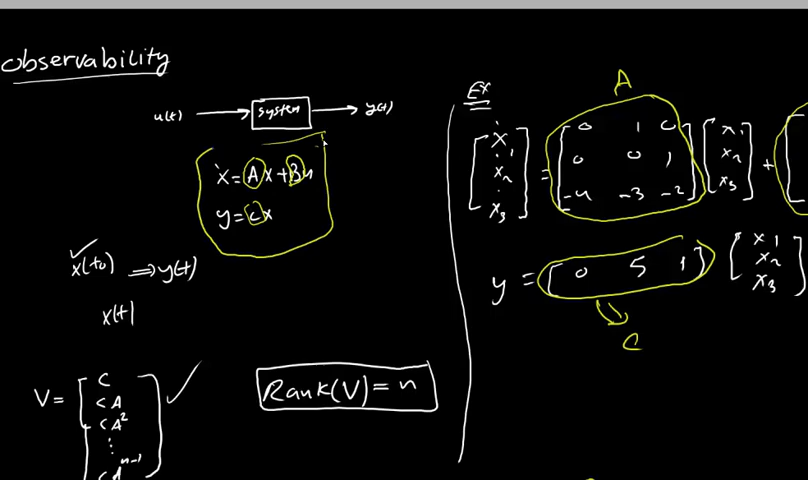 observability
u(t) → system → y(t)
ẋ = Ax + Bu
y = cx
x(t0) ⟹ y(t)
x(t)
V = [ C
CA
CA²
⋮
CAⁿ⁻¹ ]
Rank(V) = n
Ex
A
[ẋ1 ẋ2 ẋ3] = [0 1 0
0 0 1
-4 -3 -2] [x1 x2 x3] + [
y = [0 5 1] [x1 x2 x3]
C